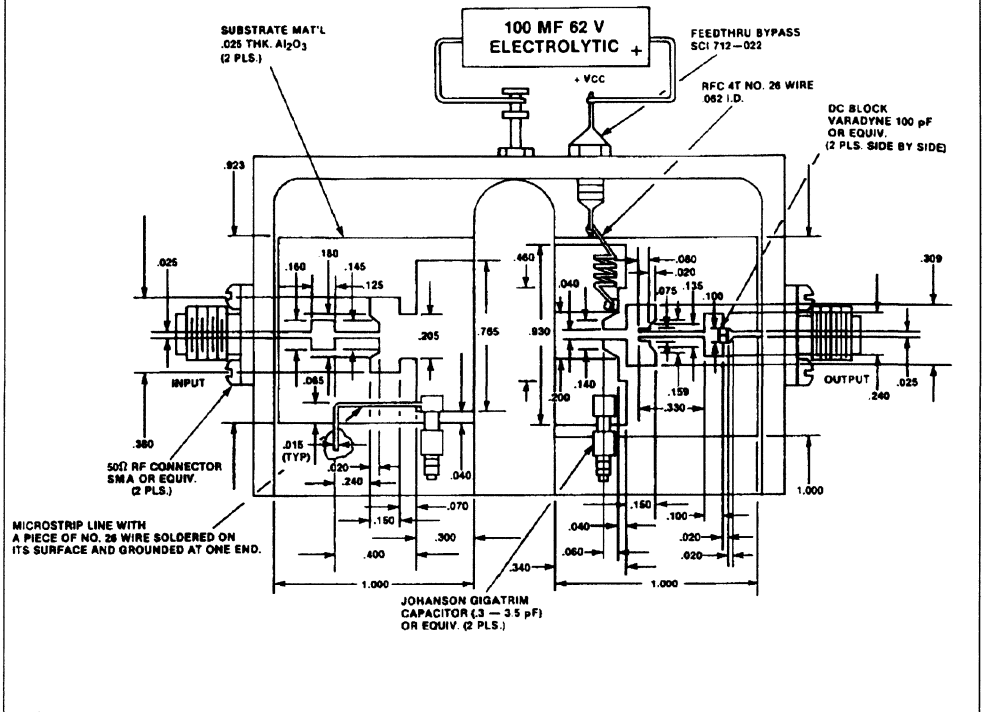 SUBSTRATE MAT'L
.025 THK. Al2O3
(2 PLS.)
100 MF 62 V
ELECTROLYTIC +
+ VCC
FEEDTHRU BYPASS
SCI 712—022
RFC 4T NO. 26 WIRE
.062 I.D.
DC BLOCK
VARADYNE 100 pF
OR EQUIV.
(2 PLS. SIDE BY SIDE)
.923
.025
.160
.180
.145
.125
.205
.765
.460
.930
.040
.080
.020
.075
.135
.100
.309
INPUT
.065
.380
.015
(TYP)
.020
.240
.040
.070
.150
.300
.400
1.000
.200
.140
.159
.330
OUTPUT
.240
.025
1.000
.150
.100
.040
.020
.060
.020
.340
1.000
50Ω RF CONNECTOR
SMA OR EQUIV.
(2 PLS.)
MICROSTRIP LINE WITH
A PIECE OF NO. 26 WIRE SOLDERED ON
ITS SURFACE AND GROUNDED AT ONE END.
JOHANSON GIGATRIM
CAPACITOR (.3 — 3.5 pF)
OR EQUIV. (2 PLS.)